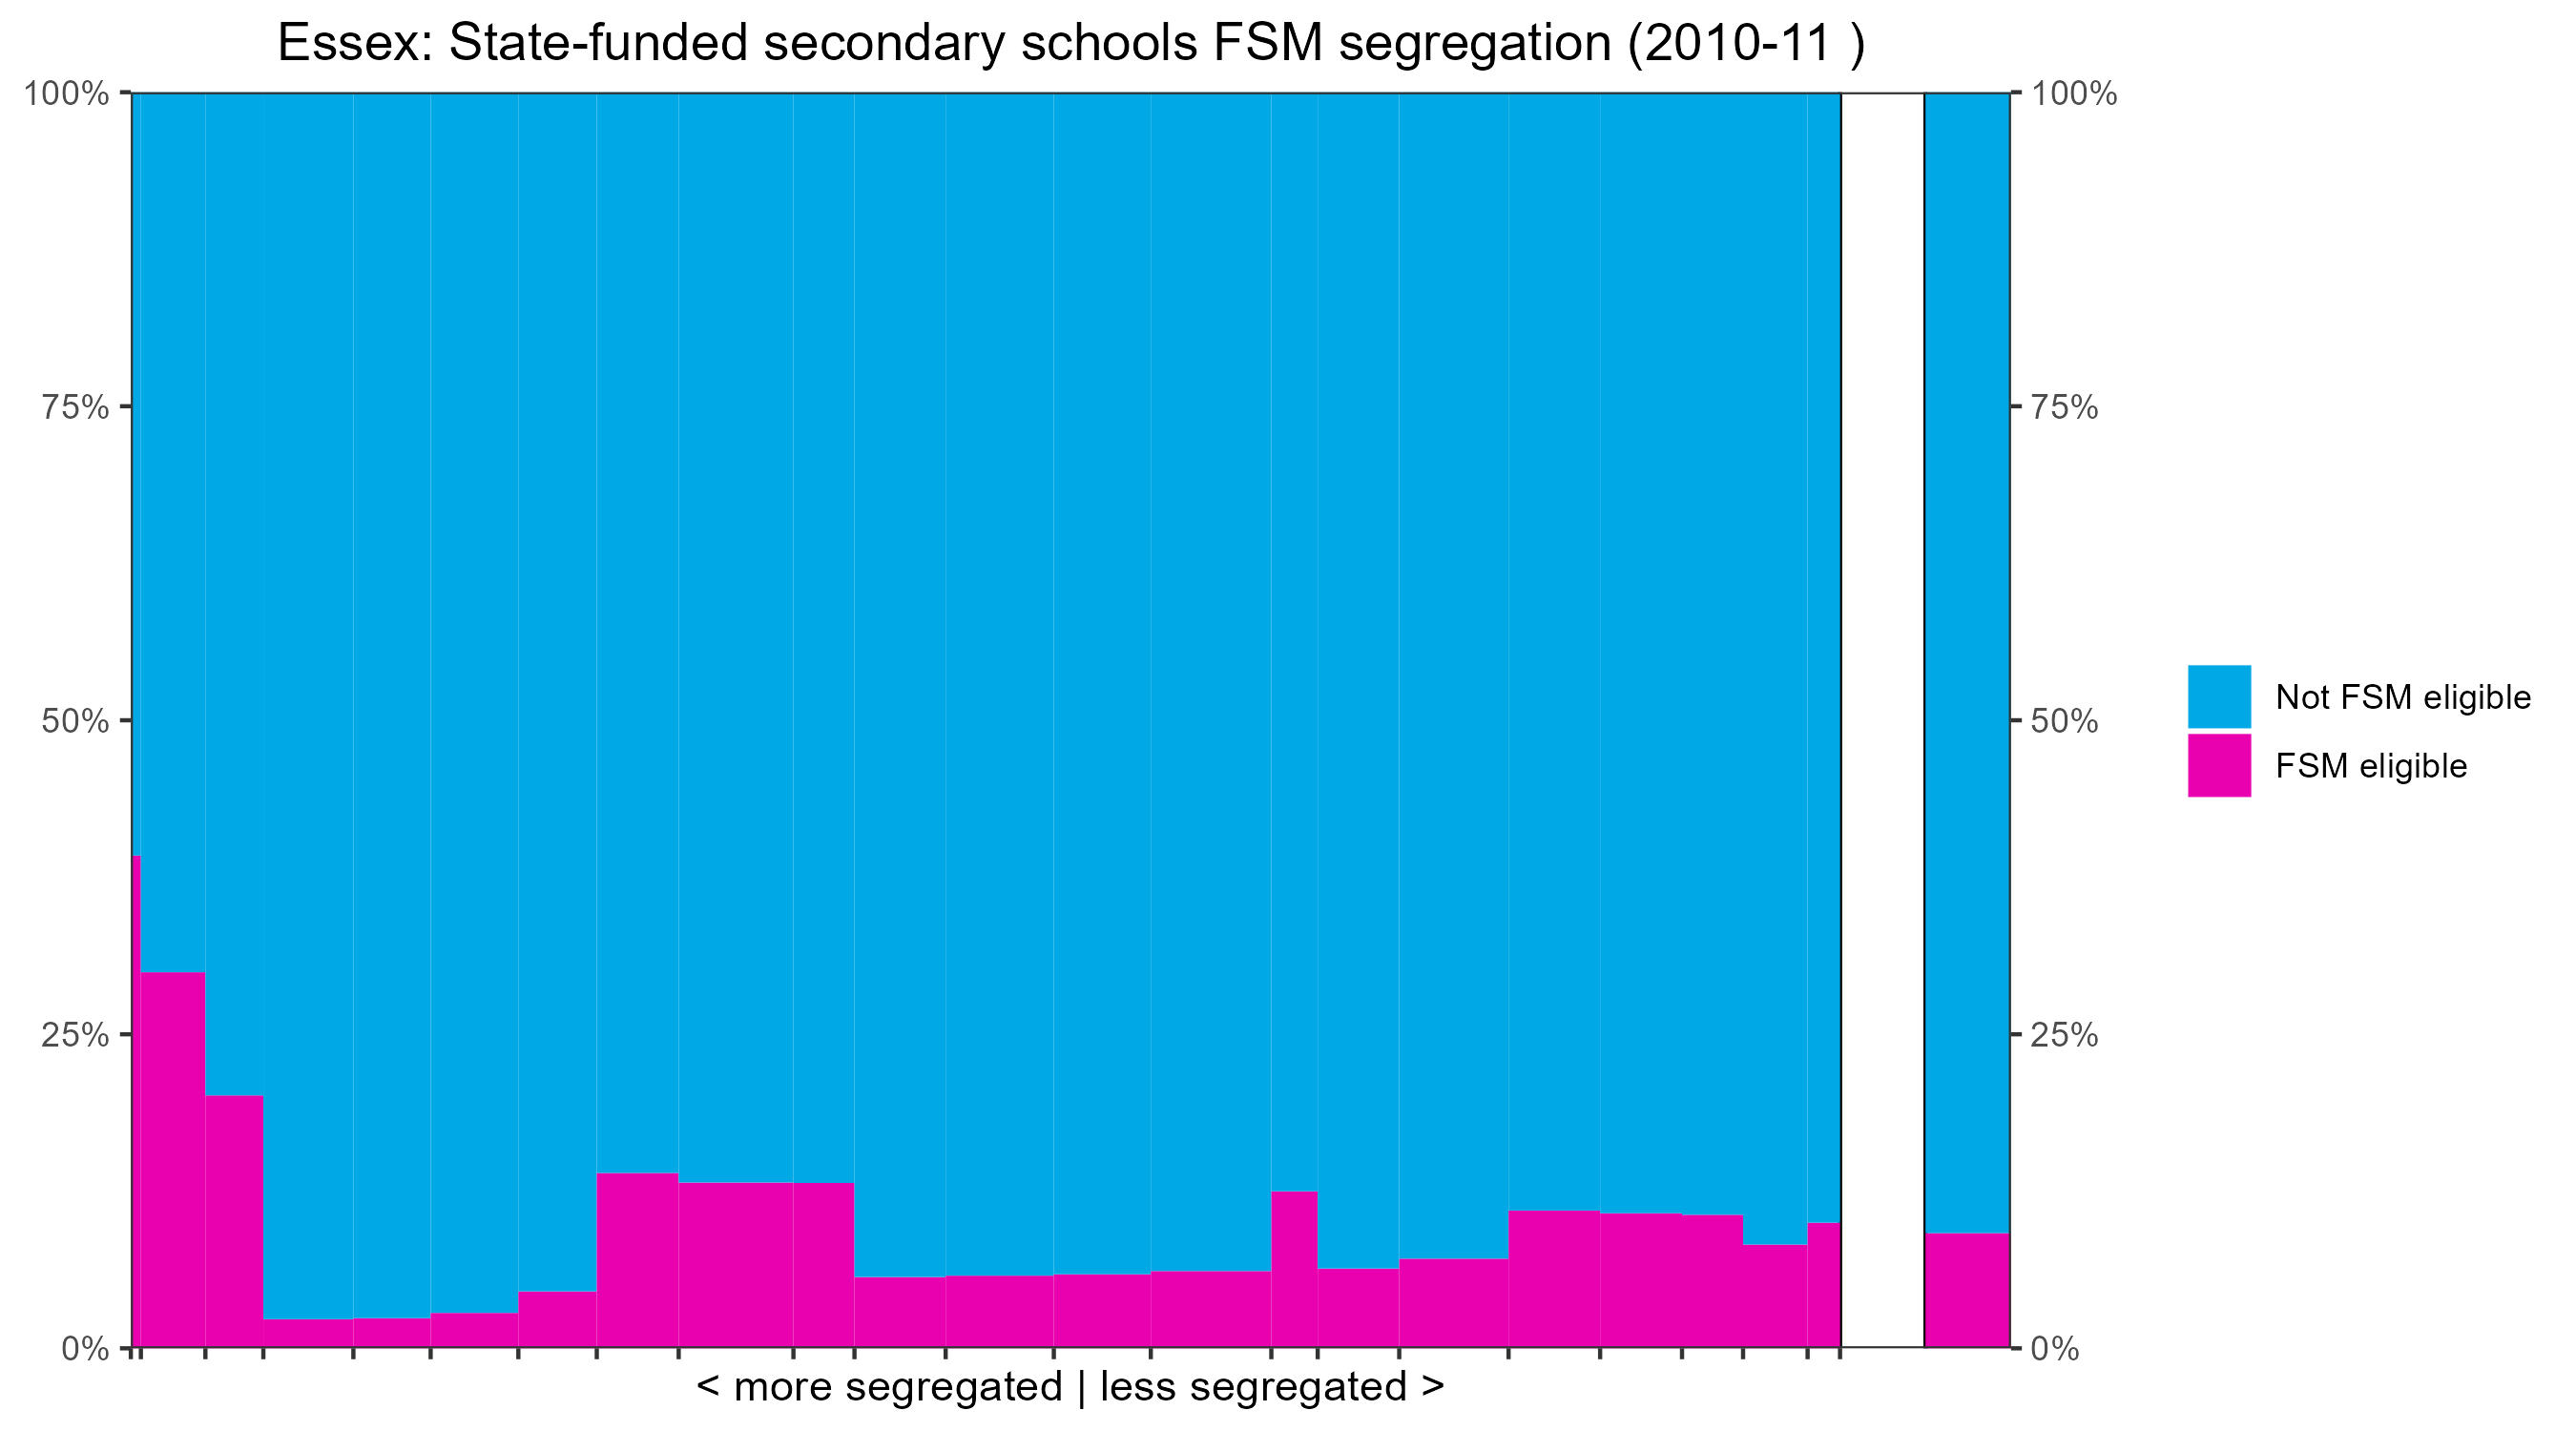 Essex: State-funded secondary schools FSM segregation (2010-11 )
100%
75%
50%
25%
0%
100%
75%
50%
25%
0%
Not FSM eligible
FSM eligible
< more segregated | less segregated >